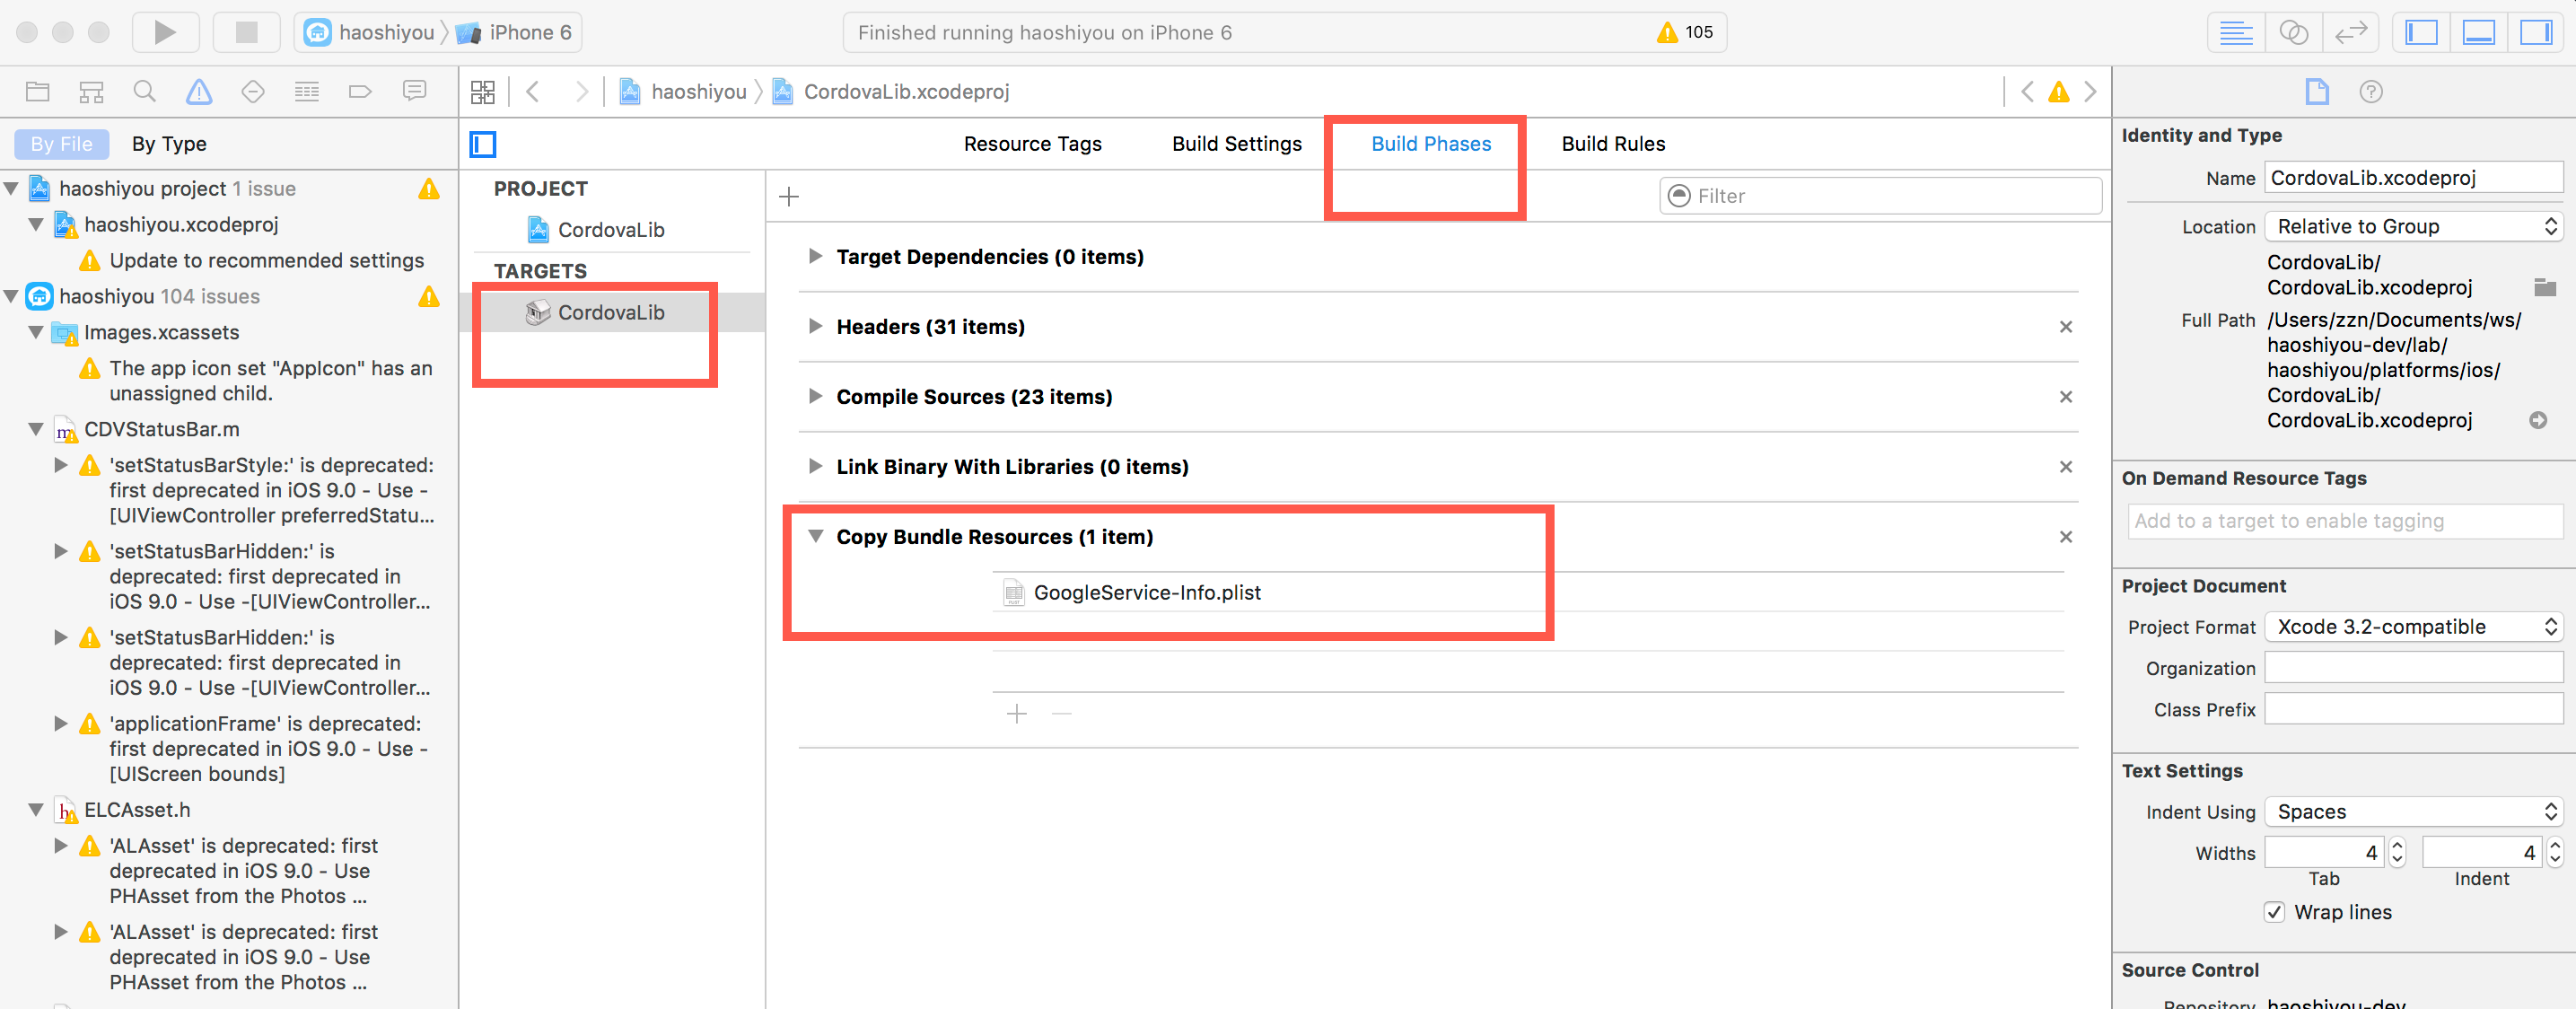 haoshiyou
iPhone 6
Finished running haoshiyou on iPhone 6
105
haoshiyou
CordovaLib.xcodeproj
By File
By Type
haoshiyou project 1 issue
haoshiyou.xcodeproj
Update to recommended settings
haoshiyou 104 issues
Images.xcassets
The app icon set "AppIcon" has an
unassigned child.
CDVStatusBar.m
'setStatusBarStyle:' is deprecated:
first deprecated in iOS 9.0 - Use -
[UIViewController preferredStatu...
'setStatusBarHidden:' is
deprecated: first deprecated in
iOS 9.0 - Use -[UIViewController...
'setStatusBarHidden:' is
deprecated: first deprecated in
iOS 9.0 - Use -[UIViewController...
'applicationFrame' is deprecated:
first deprecated in iOS 9.0 - Use -
[UIScreen bounds]
ELCAsset.h
'ALAsset' is deprecated: first
deprecated in iOS 9.0 - Use
PHAsset from the Photos ...
'ALAsset' is deprecated: first
deprecated in iOS 9.0 - Use
PHAsset from the Photos ...
Resource Tags
Build Settings
Build Phases
Build Rules
PROJECT
CordovaLib
TARGETS
CordovaLib
Filter
Target Dependencies (0 items)
Headers (31 items)
Compile Sources (23 items)
Link Binary With Libraries (0 items)
Copy Bundle Resources (1 item)
GoogleService-Info.plist
Identity and Type
Name CordovaLib.xcodeproj
Location Relative to Group
CordovaLib/
CordovaLib.xcodeproj
Full Path /Users/zzn/Documents/ws/
haoshiyou-dev/lab/
haoshiyou/platforms/ios/
CordovaLib/
CordovaLib.xcodeproj
On Demand Resource Tags
Add to a target to enable tagging
Project Document
Project Format Xcode 3.2-compatible
Organization
Class Prefix
Text Settings
Indent Using Spaces
Widths 4 4
Tab Indent
Wrap lines
Source Control
Repository haoshiyou-dev